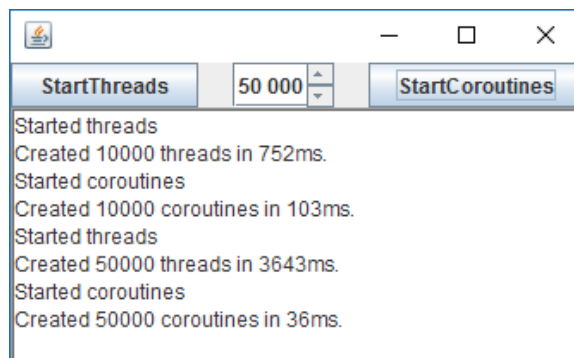 StartThreads 50 000 StartCoroutines
Started threads
Created 10000 threads in 752ms.
Started coroutines
Created 10000 coroutines in 103ms.
Started threads
Created 50000 threads in 3643ms.
Started coroutines
Created 50000 coroutines in 36ms.